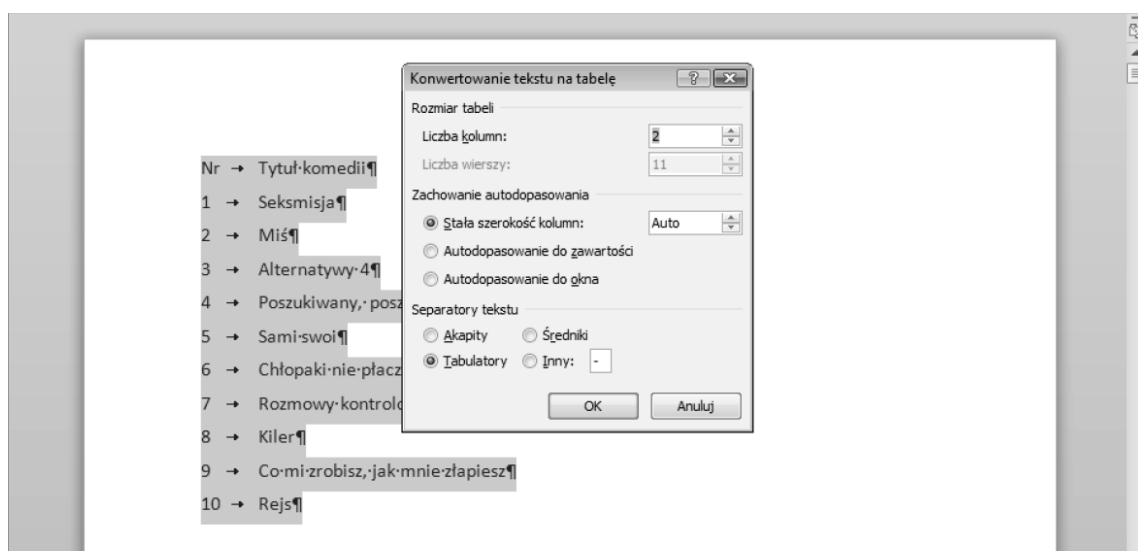 Konwertowanie tekstu na tabelę
Rozmiar tabeli
Liczba kolumn: 2
Liczba wierszy: 11
Zachowanie autodopasowania
Stała szerokość kolumn: Auto
Autodopasowanie do zawartości
Autodopasowanie do okna
Separatory tekstu
Akapity Średniki
Tabulatory Inny: -
OK Anuluj
Nr → Tytuł·komedii¶
1 → Seksmisja¶
2 → Miś¶
3 → Alternatywy·4¶
4 → Poszukiwany,·
5 → Sami·swoi¶
6 → Chłopaki·nie·
7 → Rozmowy·
8 → Kiler¶
9 → Co·mi·zrobisz,·jak·mnie·złapiesz¶
10 → Rejs¶